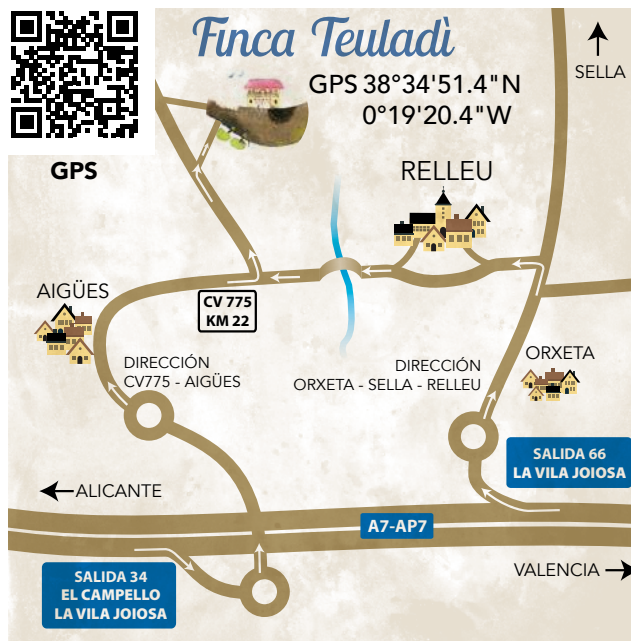 Finca Teuladì
GPS 38°34'51.4"N
0°19'20.4"W
SELLA
GPS
RELLEU
CV 775
KM 22
AIGÜES
DIRECCIÓN
CV775 - AIGÜES
DIRECCIÓN
ORXETA - SELLA - RELLEU
ORXETA
SALIDA 66
LA VILA JOIOSA
ALICANTE
A7-AP7
VALENCIA
SALIDA 34
EL CAMPELLO
LA VILA JOIOSA